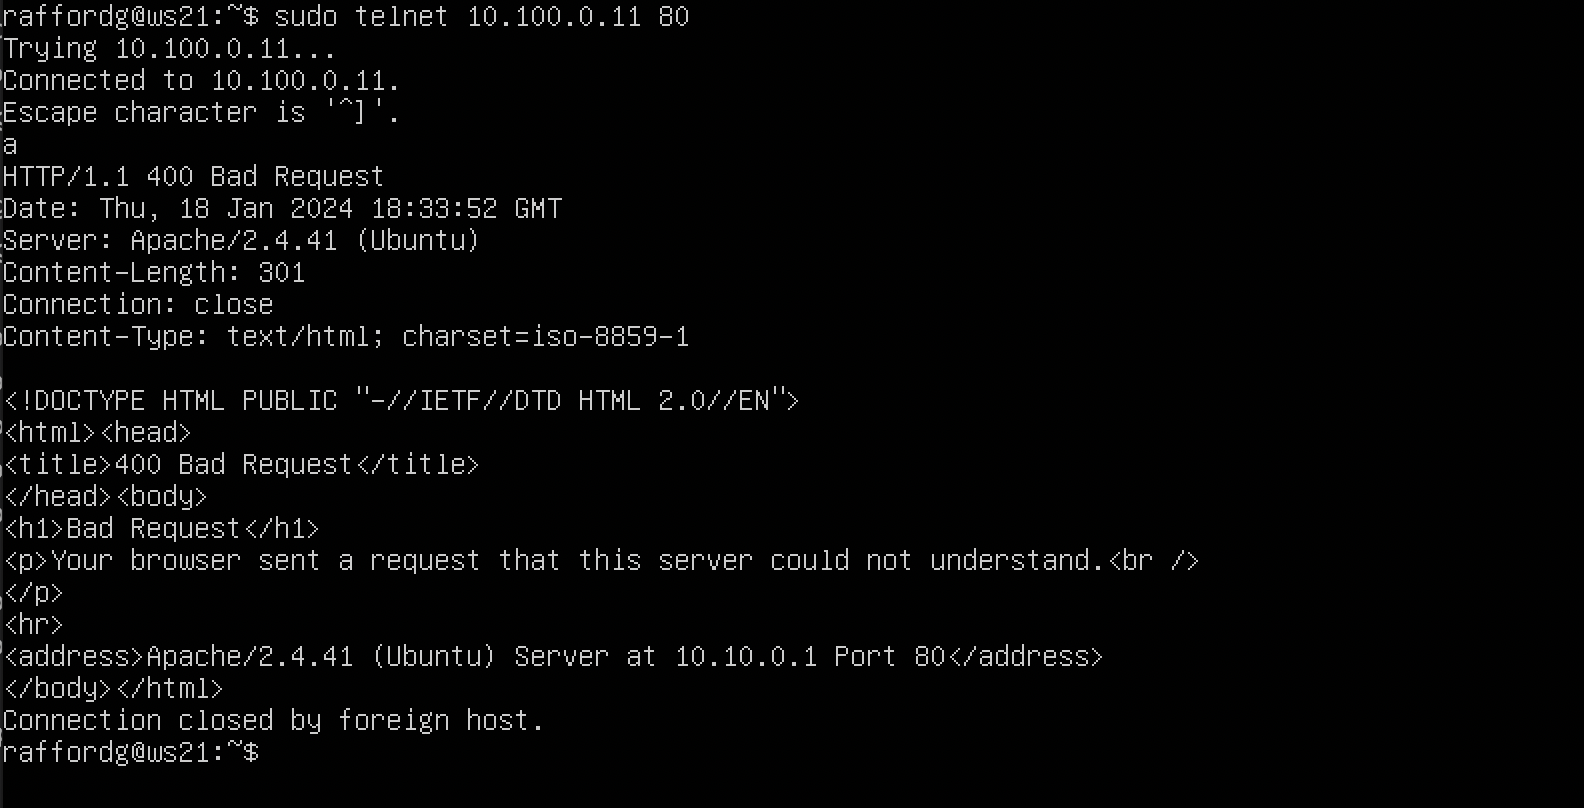 raffordg@ws21:~$ sudo telnet 10.100.0.11 80
Trying 10.100.0.11...
Connected to 10.100.0.11.
Escape character is '^]'.
a
HTTP/1.1 400 Bad Request
Date: Thu, 18 Jan 2024 18:33:52 GMT
Server: Apache/2.4.41 (Ubuntu)
Content-Length: 301
Connection: close
Content-Type: text/html; charset=iso-8859-1

<!DOCTYPE HTML PUBLIC "-//IETF//DTD HTML 2.0//EN">
<html><head>
<title>400 Bad Request</title>
</head><body>
<h1>Bad Request</h1>
<p>Your browser sent a request that this server could not understand.<br />
</p>
<hr>
<address>Apache/2.4.41 (Ubuntu) Server at 10.10.0.1 Port 80</address>
</body></html>
Connection closed by foreign host.
raffordg@ws21:~$